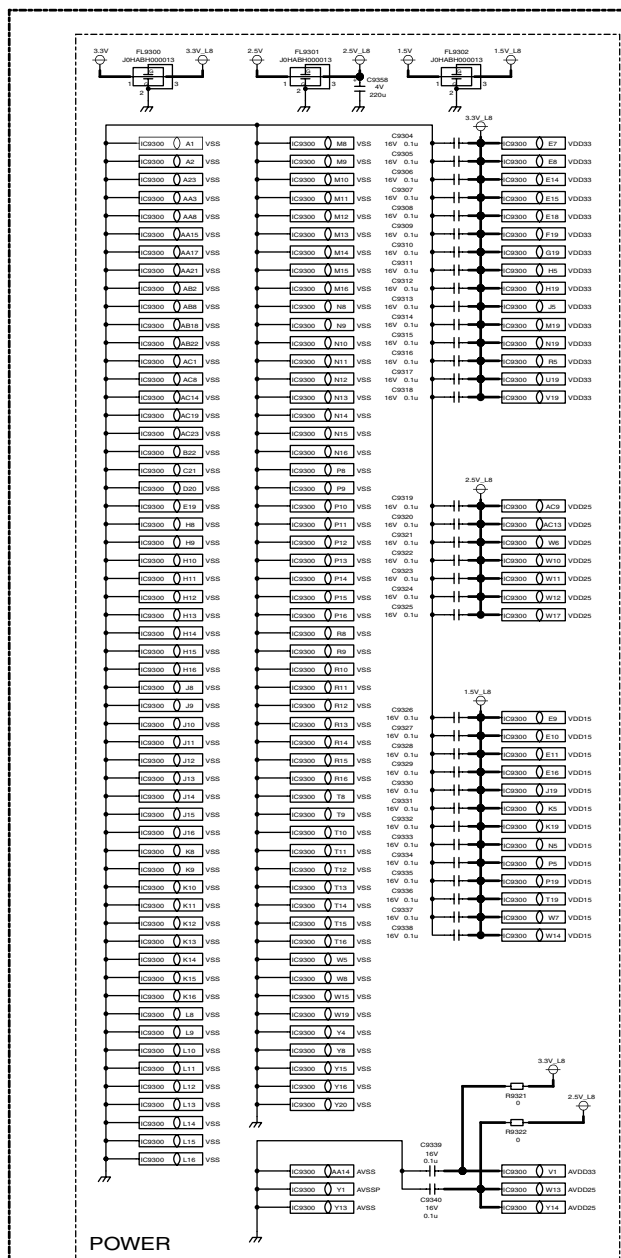 3.3V FL9300 3.3V_L8
J0HABH000013
1 3
2
2.5V FL9301 2.5V_L8
J0HABH000013
1 3
2
C9358
4V
220u
1.5V FL9302 1.5V_L8
J0HABH000013
1 3
2
IC9300 A1 VSS
IC9300 A2 VSS
IC9300 A23 VSS
IC9300 AA3 VSS
IC9300 AA8 VSS
IC9300 AA15 VSS
IC9300 AA17 VSS
IC9300 AA21 VSS
IC9300 AB2 VSS
IC9300 AB8 VSS
IC9300 AB18 VSS
IC9300 AB22 VSS
IC9300 AC1 VSS
IC9300 AC8 VSS
IC9300 AC14 VSS
IC9300 AC19 VSS
IC9300 AC23 VSS
IC9300 B22 VSS
IC9300 C21 VSS
IC9300 D20 VSS
IC9300 E19 VSS
IC9300 H8 VSS
IC9300 H9 VSS
IC9300 H10 VSS
IC9300 H11 VSS
IC9300 H12 VSS
IC9300 H13 VSS
IC9300 H14 VSS
IC9300 H15 VSS
IC9300 H16 VSS
IC9300 J8 VSS
IC9300 J9 VSS
IC9300 J10 VSS
IC9300 J11 VSS
IC9300 J12 VSS
IC9300 J13 VSS
IC9300 J14 VSS
IC9300 J15 VSS
IC9300 J16 VSS
IC9300 K8 VSS
IC9300 K9 VSS
IC9300 K10 VSS
IC9300 K11 VSS
IC9300 K12 VSS
IC9300 K13 VSS
IC9300 K14 VSS
IC9300 K15 VSS
IC9300 K16 VSS
IC9300 L8 VSS
IC9300 L9 VSS
IC9300 L10 VSS
IC9300 L11 VSS
IC9300 L12 VSS
IC9300 L13 VSS
IC9300 L14 VSS
IC9300 L15 VSS
IC9300 L16 VSS
IC9300 M8 VSS
IC9300 M9 VSS
IC9300 M10 VSS
IC9300 M11 VSS
IC9300 M12 VSS
IC9300 M13 VSS
IC9300 M14 VSS
IC9300 M15 VSS
IC9300 M16 VSS
IC9300 N8 VSS
IC9300 N9 VSS
IC9300 N10 VSS
IC9300 N11 VSS
IC9300 N12 VSS
IC9300 N13 VSS
IC9300 N14 VSS
IC9300 N15 VSS
IC9300 N16 VSS
IC9300 P8 VSS
IC9300 P9 VSS
IC9300 P10 VSS
IC9300 P11 VSS
IC9300 P12 VSS
IC9300 P13 VSS
IC9300 P14 VSS
IC9300 P15 VSS
IC9300 P16 VSS
IC9300 R8 VSS
IC9300 R9 VSS
IC9300 R10 VSS
IC9300 R11 VSS
IC9300 R12 VSS
IC9300 R13 VSS
IC9300 R14 VSS
IC9300 R15 VSS
IC9300 R16 VSS
IC9300 T8 VSS
IC9300 T9 VSS
IC9300 T10 VSS
IC9300 T11 VSS
IC9300 T12 VSS
IC9300 T13 VSS
IC9300 T14 VSS
IC9300 T15 VSS
IC9300 T16 VSS
IC9300 W5 VSS
IC9300 W8 VSS
IC9300 W15 VSS
IC9300 W19 VSS
IC9300 Y4 VSS
IC9300 Y8 VSS
IC9300 Y15 VSS
IC9300 Y16 VSS
IC9300 Y20 VSS
3.3V_L8
C9304
16V 0.1u IC9300 E7 VDD33
C9305
16V 0.1u IC9300 E8 VDD33
C9306
16V 0.1u IC9300 E14 VDD33
C9307
16V 0.1u IC9300 E15 VDD33
C9308
16V 0.1u IC9300 E18 VDD33
C9309
16V 0.1u IC9300 F19 VDD33
C9310
16V 0.1u IC9300 G19 VDD33
C9311
16V 0.1u IC9300 H5 VDD33
C9312
16V 0.1u IC9300 H19 VDD33
C9313
16V 0.1u IC9300 J5 VDD33
C9314
16V 0.1u IC9300 M19 VDD33
C9315
16V 0.1u IC9300 N19 VDD33
C9316
16V 0.1u IC9300 R5 VDD33
C9317
16V 0.1u IC9300 U19 VDD33
C9318
16V 0.1u IC9300 V19 VDD33
2.5V_L8
C9319
16V 0.1u IC9300 AC9 VDD25
C9320
16V 0.1u IC9300 AC13 VDD25
C9321
16V 0.1u IC9300 W6 VDD25
C9322
16V 0.1u IC9300 W10 VDD25
C9323
16V 0.1u IC9300 W11 VDD25
C9324
16V 0.1u IC9300 W12 VDD25
C9325
16V 0.1u IC9300 W17 VDD25
1.5V_L8
C9326
16V 0.1u IC9300 E9 VDD15
C9327
16V 0.1u IC9300 E10 VDD15
C9328
16V 0.1u IC9300 E11 VDD15
C9329
16V 0.1u IC9300 E16 VDD15
C9330
16V 0.1u IC9300 J19 VDD15
C9331
16V 0.1u IC9300 K5 VDD15
C9332
16V 0.1u IC9300 K19 VDD15
C9333
16V 0.1u IC9300 N5 VDD15
C9334
16V 0.1u IC9300 P5 VDD15
C9335
16V 0.1u IC9300 P19 VDD15
C9336
16V 0.1u IC9300 T19 VDD15
C9337
16V 0.1u IC9300 W7 VDD15
C9338
16V 0.1u IC9300 W14 VDD15
3.3V_L8
R9321
0
2.5V_L8
R9322
0
C9339
16V
0.1u
IC9300 AA14 AVSS
IC9300 Y1 AVSSP
IC9300 Y13 AVSS
C9340
16V
0.1u
IC9300 V1 AVDD33
IC9300 W13 AVDD25
IC9300 Y14 AVDD25
POWER